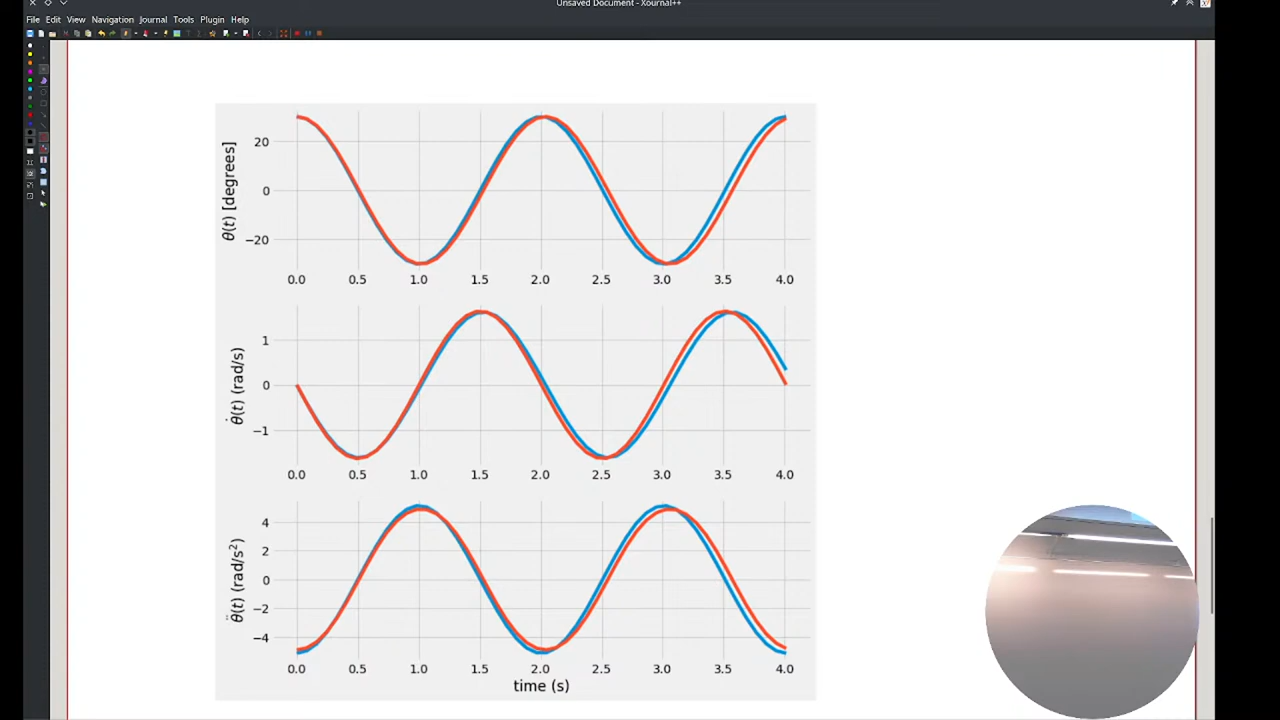 Unsaved Document - Xournal++
File Edit View Navigation Journal Tools Plugin Help
θ(t) [degrees]
20
0
−20
0.0 0.5 1.0 1.5 2.0 2.5 3.0 3.5 4.0
θ̇(t) (rad/s)
1
0
−1
0.0 0.5 1.0 1.5 2.0 2.5 3.0 3.5 4.0
θ̈(t) (rad/s²)
4
2
0
−2
−4
0.0 0.5 1.0 1.5 2.0 2.5 3.0 3.5 4.0
time (s)